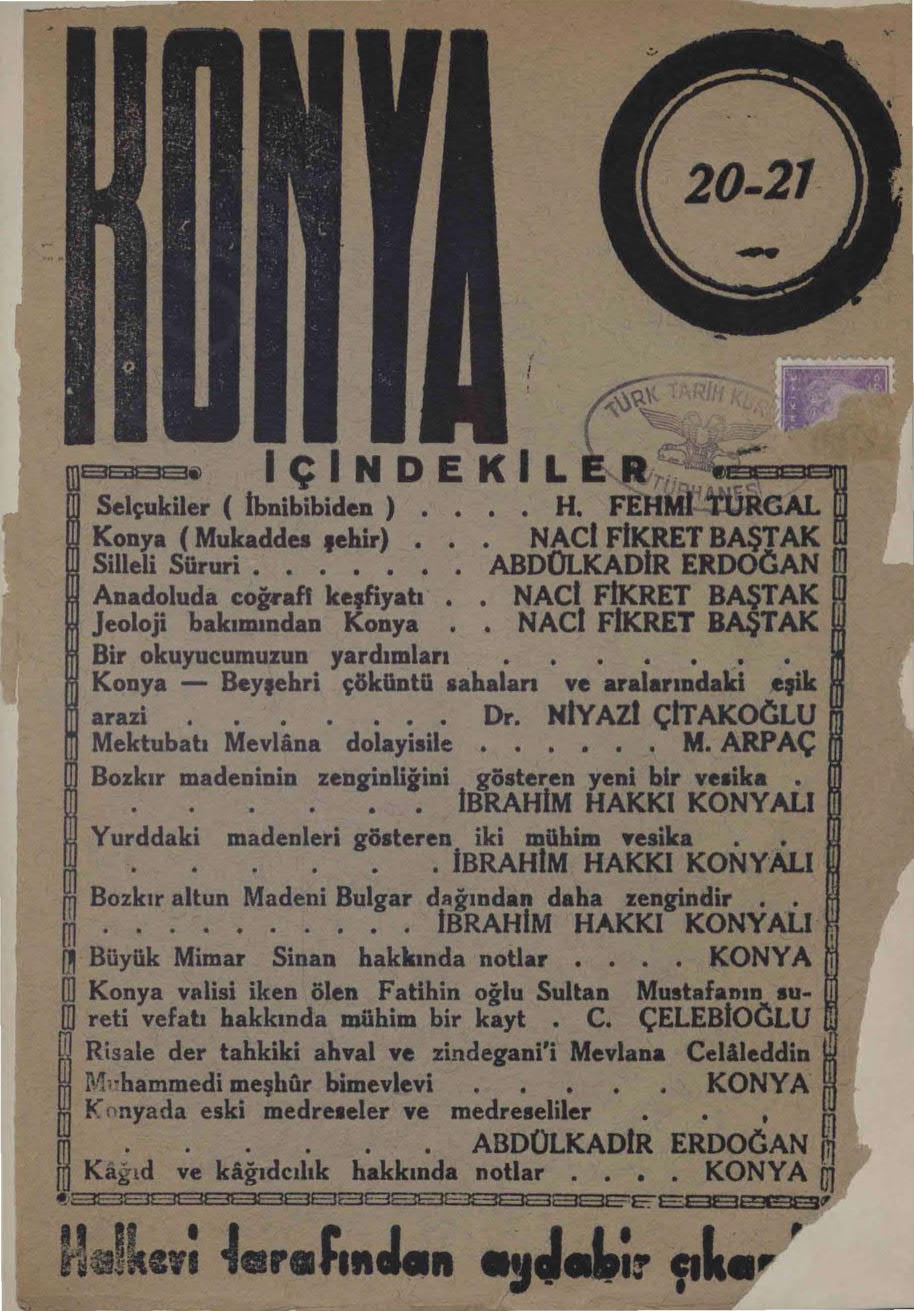 KONYA
20-21
TÜRK TARİH
İÇİNDEKİLER
Selçukiler ( İbnibibiden ) . . . . H. FEHMİ TURGAL
Konya ( Mukaddes şehir) . . . NACİ FİKRET BAŞTAK
Silleli Süruri . . . . . . . ABDÜLKADİR ERDOĞAN
Anadoluda coğrafî keşfiyatı . . NACİ FİKRET BAŞTAK
Jeoloji bakımından Konya . . NACİ FİKRET BAŞTAK
Bir okuyucumuzun yardımları . . . . . . .
Konya — Beyşehri çöküntü sahaları ve aralarındaki eşik
arazi . . . . . . . Dr. NİYAZİ ÇİTAKOĞLU
Mektubatı Mevlâna dolayisile . . . . . . M. ARPAÇ
Bozkır madeninin zenginliğini gösteren yeni bir vesika .
. . . . . . İBRAHİM HAKKI KONYALI
Yurddaki madenleri gösteren iki mühim vesika . .
. . . . . . İBRAHİM HAKKI KONYALI
Bozkır altun Madeni Bulgar dağından daha zengindir . .
. . . . . . . . . . İBRAHİM HAKKI KONYALI
Büyük Mimar Sinan hakkında notlar . . . . KONYA
Konya valisi iken ölen Fatihin oğlu Sultan Mustafanın su-
reti vefatı hakkında mühim bir kayt . C. ÇELEBİOĞLU
Risale der tahkiki ahval ve zindegani'i Mevlana Celâleddin
Muhammedi meşhûr bimevlevi . . . . . KONYA
Konyada eski medreseler ve medreseliler . . .
. . . . . . ABDÜLKADİR ERDOĞAN
Kâğıd ve kâğıdcılık hakkında notlar . . . . KONYA
Halkevi tarafından aydabir